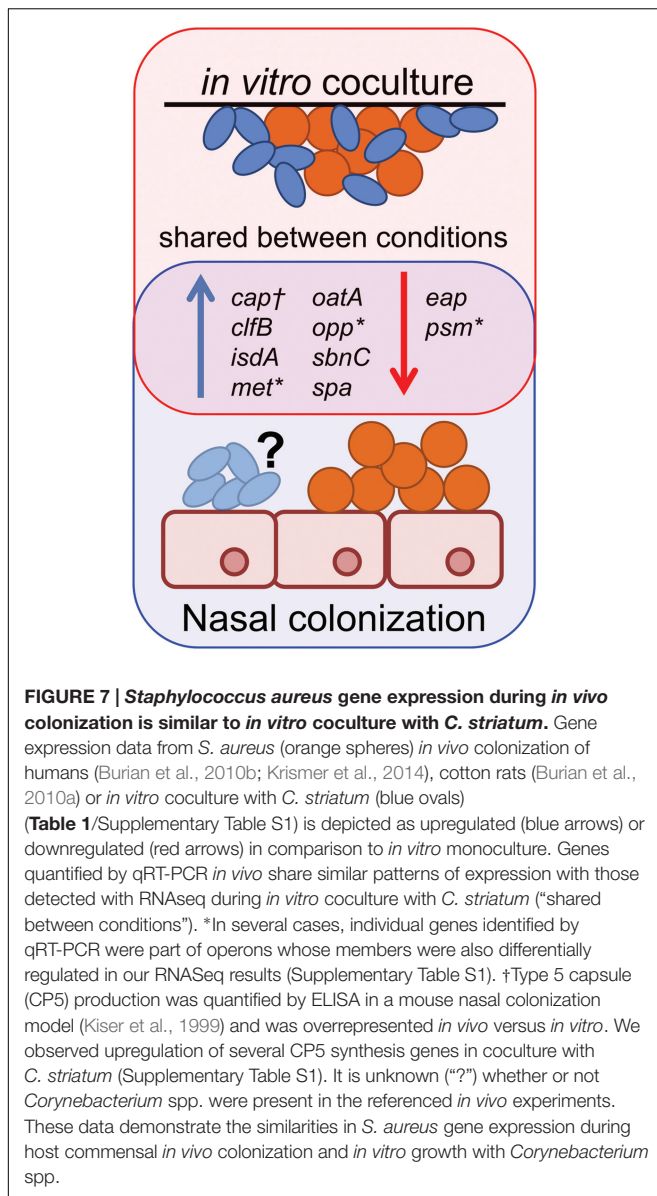 in vitro coculture
shared between conditions
cap† oatA eap
clfB opp* psm*
isdA sbnC
met* spa
?
Nasal colonization
FIGURE 7 | Staphylococcus aureus gene expression during in vivo
colonization is similar to in vitro coculture with C. striatum. Gene
expression data from S. aureus (orange spheres) in vivo colonization of
humans (Burian et al., 2010b; Krismer et al., 2014), cotton rats (Burian et al.,
2010a) or in vitro coculture with C. striatum (blue ovals)
(Table 1/Supplementary Table S1) is depicted as upregulated (blue arrows) or
downregulated (red arrows) in comparison to in vitro monoculture. Genes
quantified by qRT-PCR in vivo share similar patterns of expression with those
detected with RNAseq during in vitro coculture with C. striatum (“shared
between conditions”). *In several cases, individual genes identified by
qRT-PCR were part of operons whose members were also differentially
regulated in our RNASeq results (Supplementary Table S1). †Type 5 capsule
(CP5) production was quantified by ELISA in a mouse nasal colonization
model (Kiser et al., 1999) and was overrepresented in vivo versus in vitro. We
observed upregulation of several CP5 synthesis genes in coculture with
C. striatum (Supplementary Table S1). It is unknown (“?”) whether or not
Corynebacterium spp. were present in the referenced in vivo experiments.
These data demonstrate the similarities in S. aureus gene expression during
host commensal in vivo colonization and in vitro growth with Corynebacterium
spp.